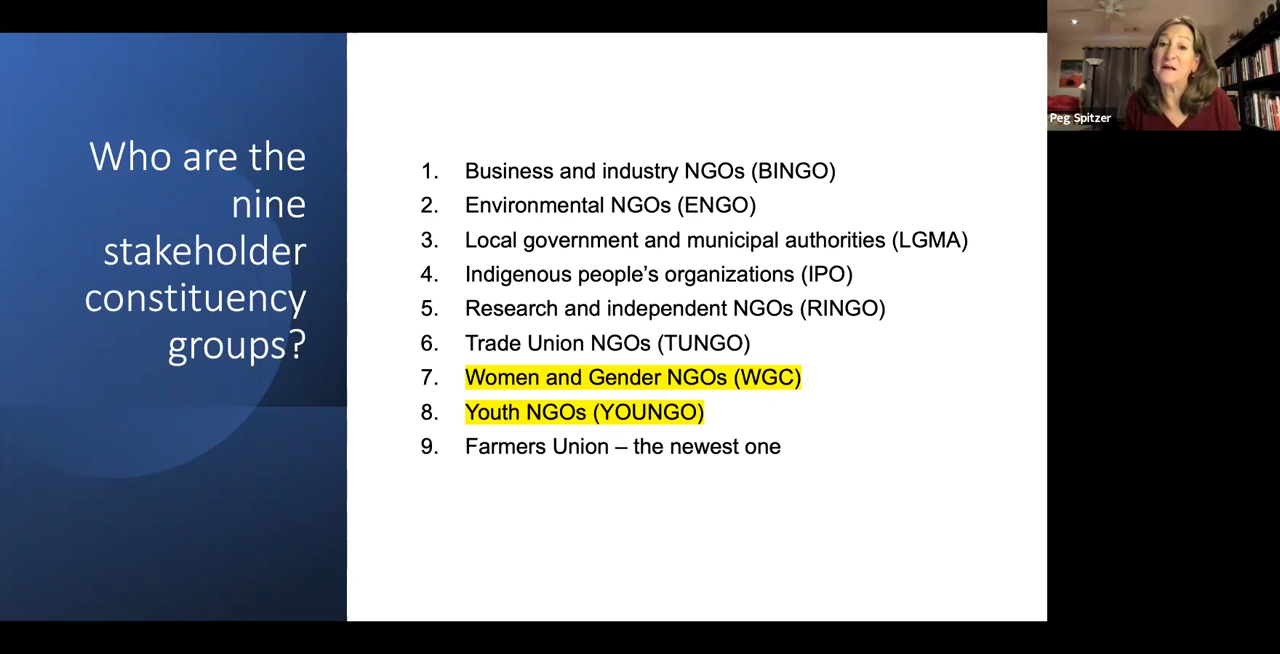 Who are the
nine
stakeholder
constituency
groups?
1. Business and industry NGOs (BINGO)
2. Environmental NGOs (ENGO)
3. Local government and municipal authorities (LGMA)
4. Indigenous people’s organizations (IPO)
5. Research and independent NGOs (RINGO)
6. Trade Union NGOs (TUNGO)
7. Women and Gender NGOs (WGC)
8. Youth NGOs (YOUNGO)
9. Farmers Union – the newest one
Peg Spitzer